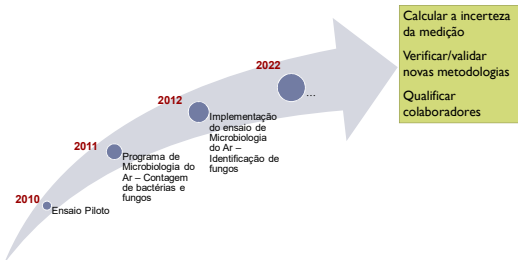 2010
Ensaio Piloto
2011
Programa de
Microbiologia do
Ar – Contagem
de bactérias e
fungos
2012
Implementação
do ensaio de
Microbiologia
do Ar –
Identificação de
fungos
2022
...
Calcular a incerteza
da medição
Verificar/validar
novas metodologias
Qualificar
colaboradores